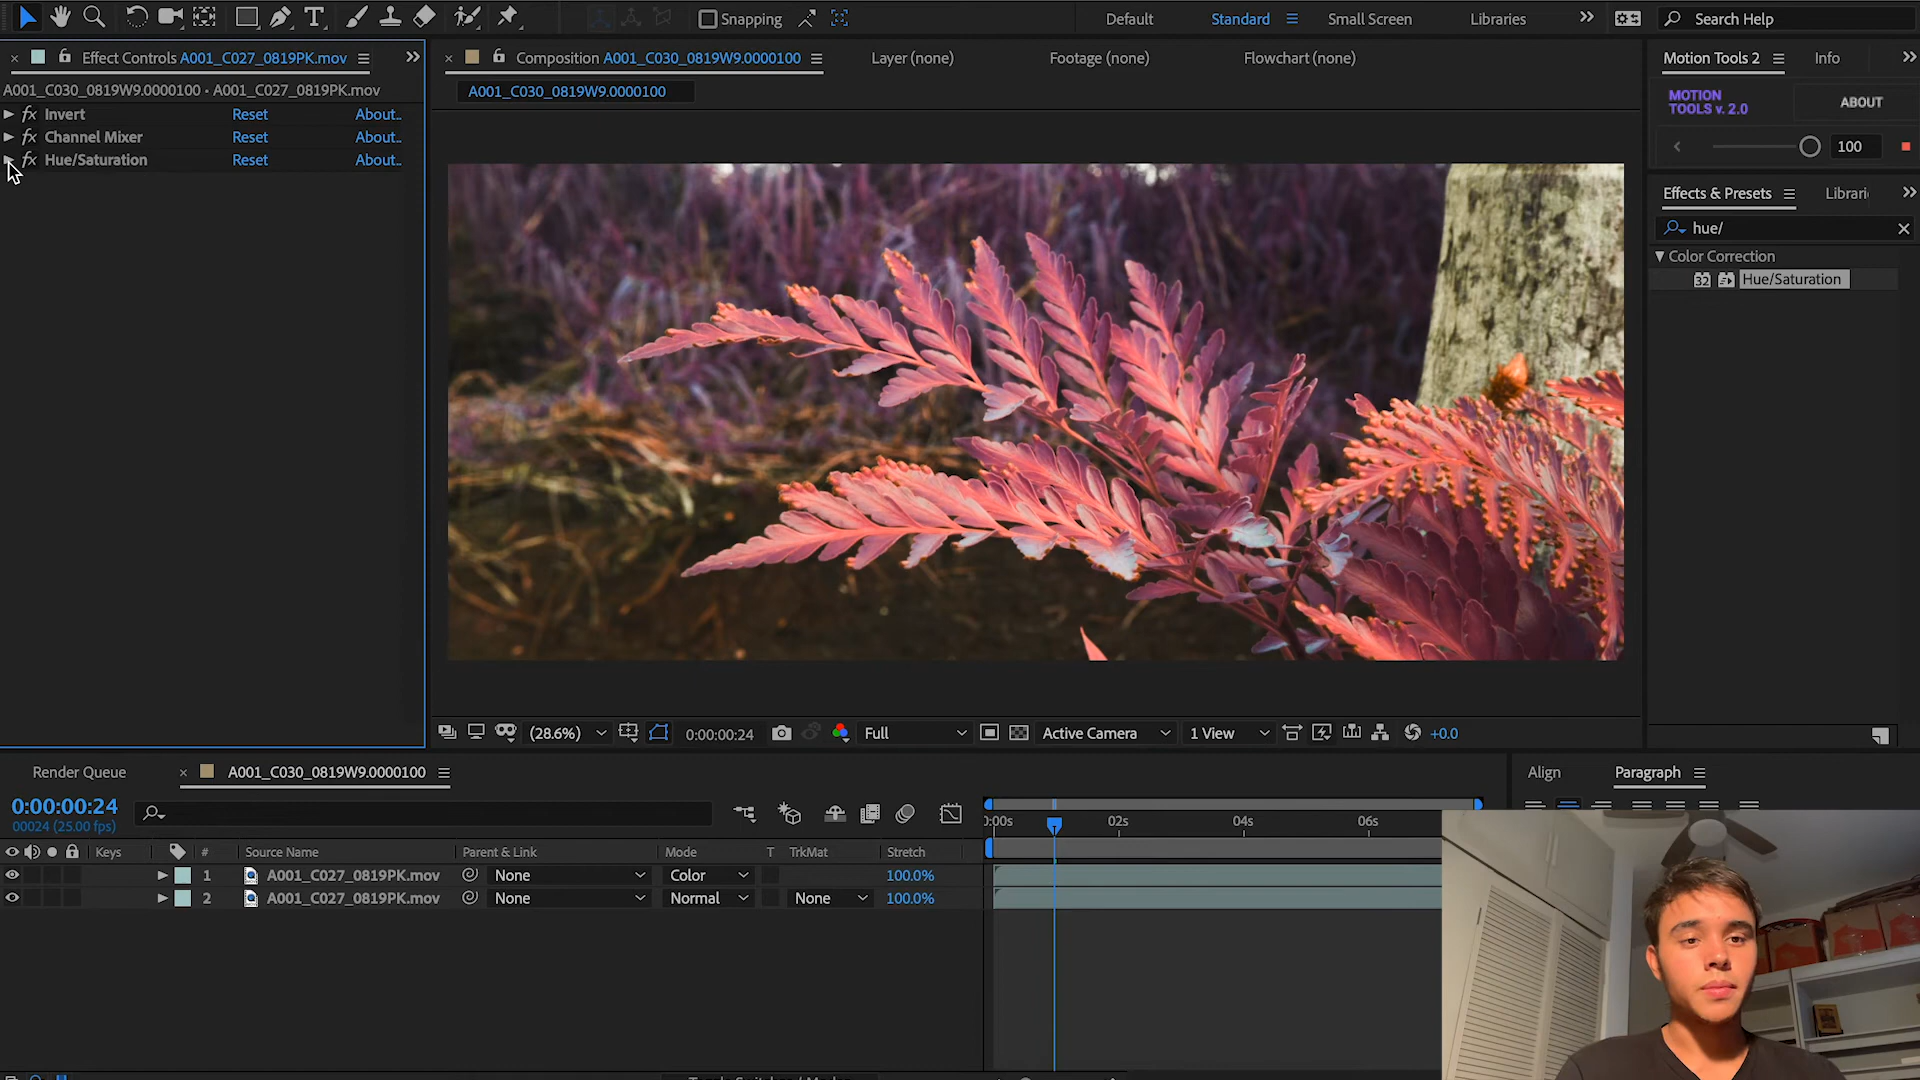 Snapping
Default
Standard
Small Screen
Libraries
Search Help
Effect Controls A001_C027_0819PK.mov
Composition A001_C030_0819W9.0000100
Layer (none)
Footage (none)
Flowchart (none)
Motion Tools 2
Info
A001_C030_0819W9.0000100 • A001_C027_0819PK.mov
A001_C030_0819W9.0000100
MOTION
TOOLS v. 2.0
ABOUT
fx Invert Reset About..
fx Channel Mixer Reset About..
fx Hue/Saturation Reset About..
100
Effects & Presets
Librari
hue/
Color Correction
32 Hue/Saturation
(28.6%)
0:00:00:24
Full
Active Camera
1 View
+0.0
Render Queue
A001_C030_0819W9.0000100
Align
Paragraph
0:00:00:24
00024 (25.00 fps)
0:00s 02s 04s 06s
Keys # Source Name Parent & Link Mode T TrkMat Stretch
1 A001_C027_0819PK.mov None Color 100.0%
2 A001_C027_0819PK.mov None Normal None 100.0%